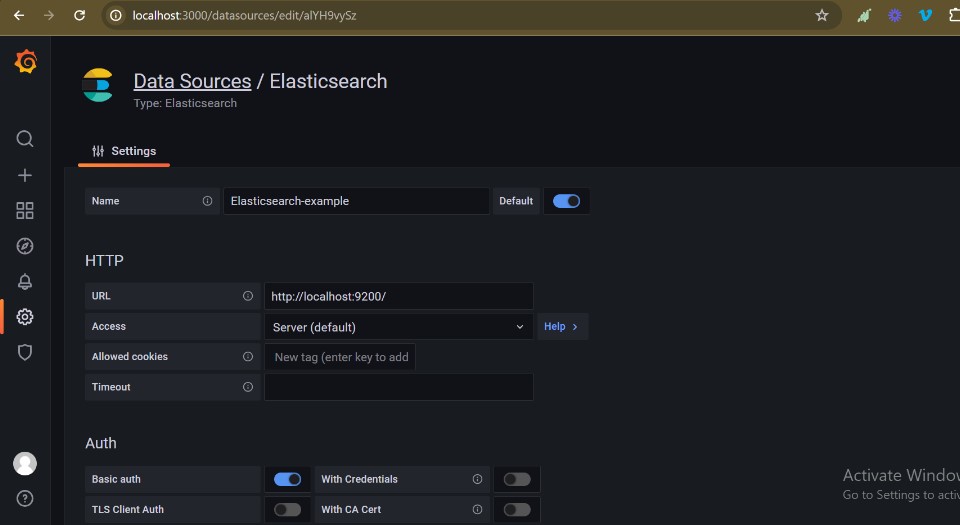 localhost:3000/datasources/edit/alYH9vySz
Data Sources / Elasticsearch
Type: Elasticsearch
Settings
Name Elasticsearch-example Default
HTTP
URL http://localhost:9200/
Access Server (default) Help >
Allowed cookies New tag (enter key to add
Timeout
Auth
Basic auth With Credentials
TLS Client Auth With CA Cert
Activate Window
Go to Settings to activ